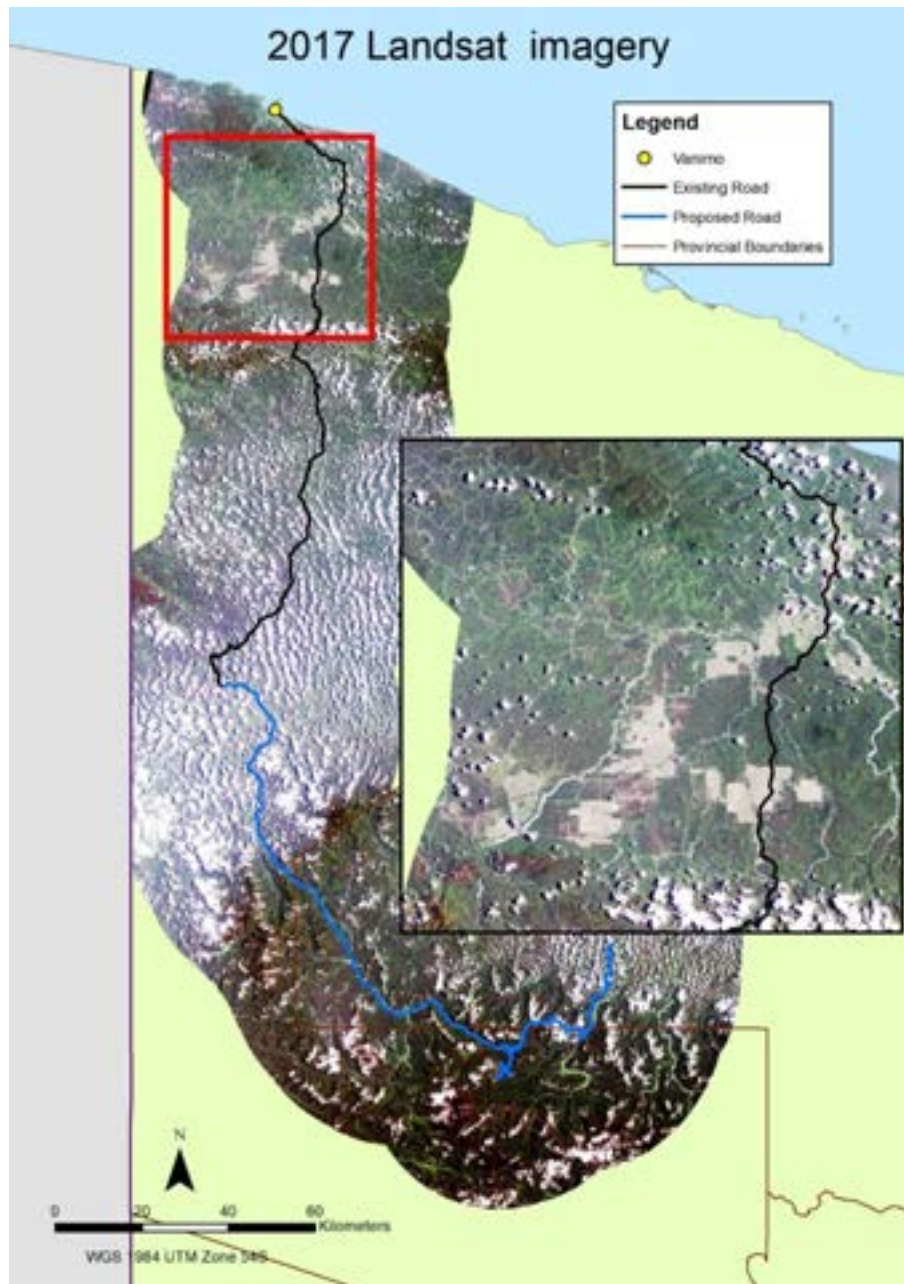 2017 Landsat imagery
Legend
Vanimo
Existing Road
Proposed Road
Provincial Boundaries
N
0 20 40 60
Kilometers
WGS 1984 UTM Zone 54S